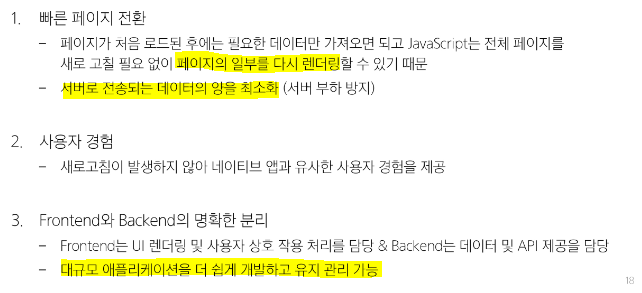 1. 빠른 페이지 전환
– 페이지가 처음 로드된 후에는 필요한 데이터만 가져오면 되고 JavaScript는 전체 페이지를
새로 고칠 필요 없이 페이지의 일부를 다시 렌더링할 수 있기 때문
– 서버로 전송되는 데이터의 양을 최소화 (서버 부하 방지)
2. 사용자 경험
– 새로고침이 발생하지 않아 네이티브 앱과 유사한 사용자 경험을 제공
3. Frontend와 Backend의 명확한 분리
– Frontend는 UI 렌더링 및 사용자 상호 작용 처리를 담당 & Backend는 데이터 및 API 제공을 담당
– 대규모 애플리케이션을 더 쉽게 개발하고 유지 관리 가능
18